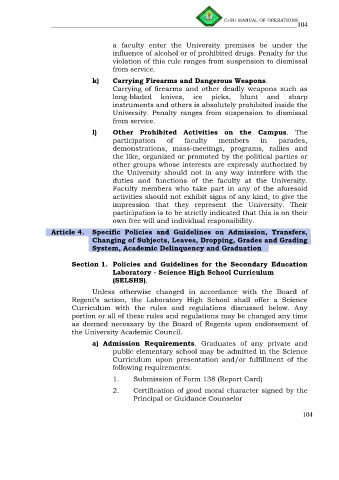 CvSU MANUAL OF OPERATIONS
104
a faculty enter the University premises be under the
influence of alcohol or of prohibited drugs. Penalty for the
violation of this rule ranges from suspension to dismissal
from service.
k) Carrying Firearms and Dangerous Weapons.
Carrying of firearms and other deadly weapons such as
long-bladed knives, ice picks, blunt and sharp
instruments and others is absolutely prohibited inside the
University. Penalty ranges from suspension to dismissal
from service.
l) Other Prohibited Activities on the Campus. The
participation of faculty members in parades,
demonstrations, mass-meetings, programs, rallies and
the like, organized or promoted by the political parties or
other groups whose interests are expressly authorized by
the University should not in any way interfere with the
duties and functions of the faculty at the University.
Faculty members who take part in any of the aforesaid
activities should not exhibit signs of any kind, to give the
impression that they represent the University. Their
participation is to be strictly indicated that this is on their
own free will and individual responsibility.
Article 4. Specific Policies and Guidelines on Admission, Transfers,
Changing of Subjects, Leaves, Dropping, Grades and Grading
System, Academic Delinquency and Graduation
Section 1. Policies and Guidelines for the Secondary Education
Laboratory - Science High School Curriculum
(SELSHS).
Unless otherwise changed in accordance with the Board of
Regent's action, the Laboratory High School shall offer a Science
Curriculum with the rules and regulations discussed below. Any
portion or all of these rules and regulations may be changed any time
as deemed necessary by the Board of Regents upon endorsement of
the University Academic Council.
a) Admission Requirements. Graduates of any private and
public elementary school may be admitted in the Science
Curriculum upon presentation and/or fulfillment of the
following requirements:
1. Submission of Form 138 (Report Card)
2. Certification of good moral character signed by the
Principal or Guidance Counselor
104